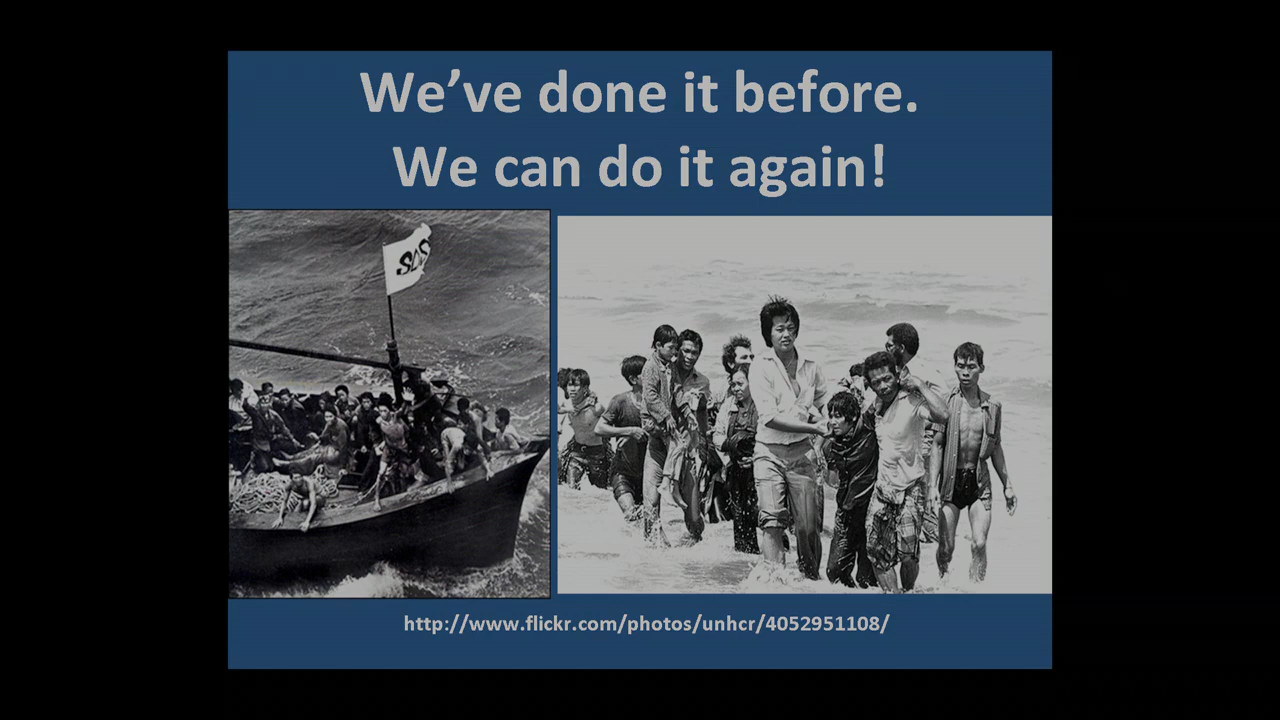 We’ve done it before.
We can do it again!
SOS
http://www.flickr.com/photos/unhcr/4052951108/